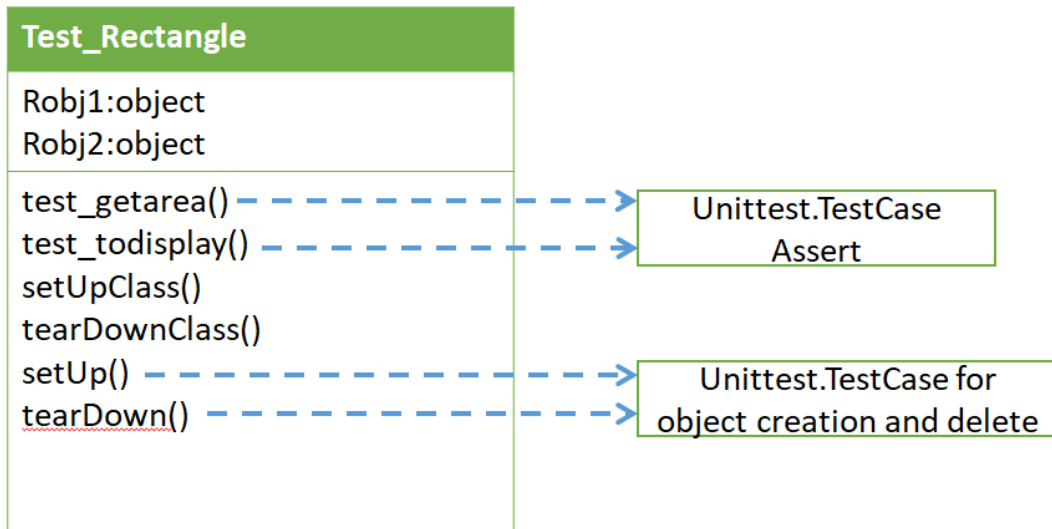 Test_Rectangle
Robj1:object
Robj2:object
test_getarea()
test_todisplay()
setUpClass()
tearDownClass()
setUp()
tearDown()
Unittest.TestCase
Assert
Unittest.TestCase for
object creation and delete